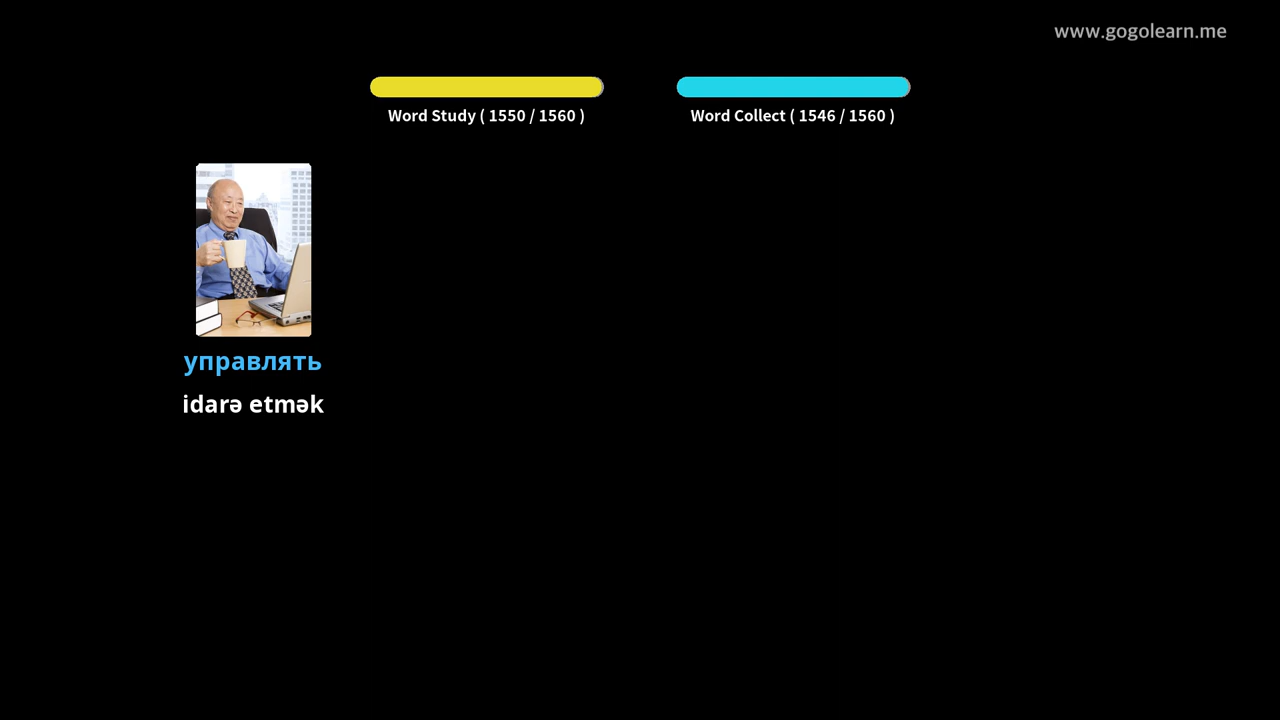 www.gogolearn.me
Word Study ( 1550 / 1560 )
Word Collect ( 1546 / 1560 )
управлять
idarə etmək